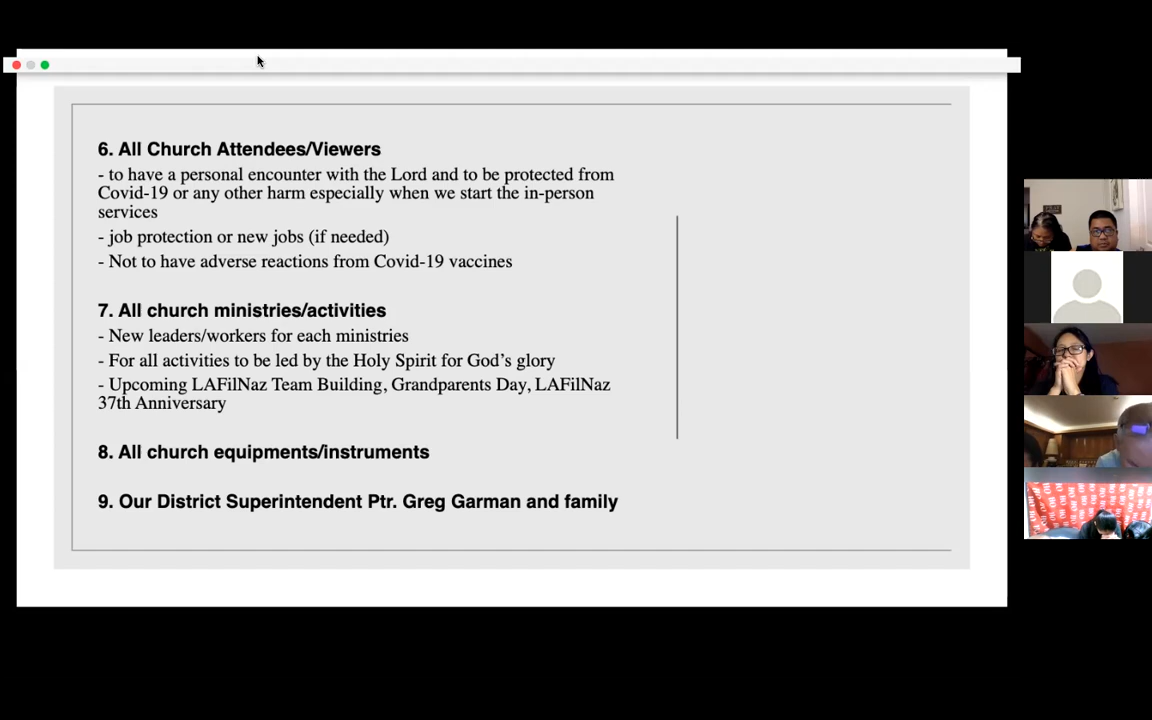 6. All Church Attendees/Viewers
- to have a personal encounter with the Lord and to be protected from
Covid-19 or any other harm especially when we start the in-person
services
- job protection or new jobs (if needed)
- Not to have adverse reactions from Covid-19 vaccines
7. All church ministries/activities
- New leaders/workers for each ministries
- For all activities to be led by the Holy Spirit for God’s glory
- Upcoming LAFilNaz Team Building, Grandparents Day, LAFilNaz
37th Anniversary
8. All church equipments/instruments
9. Our District Superintendent Ptr. Greg Garman and family